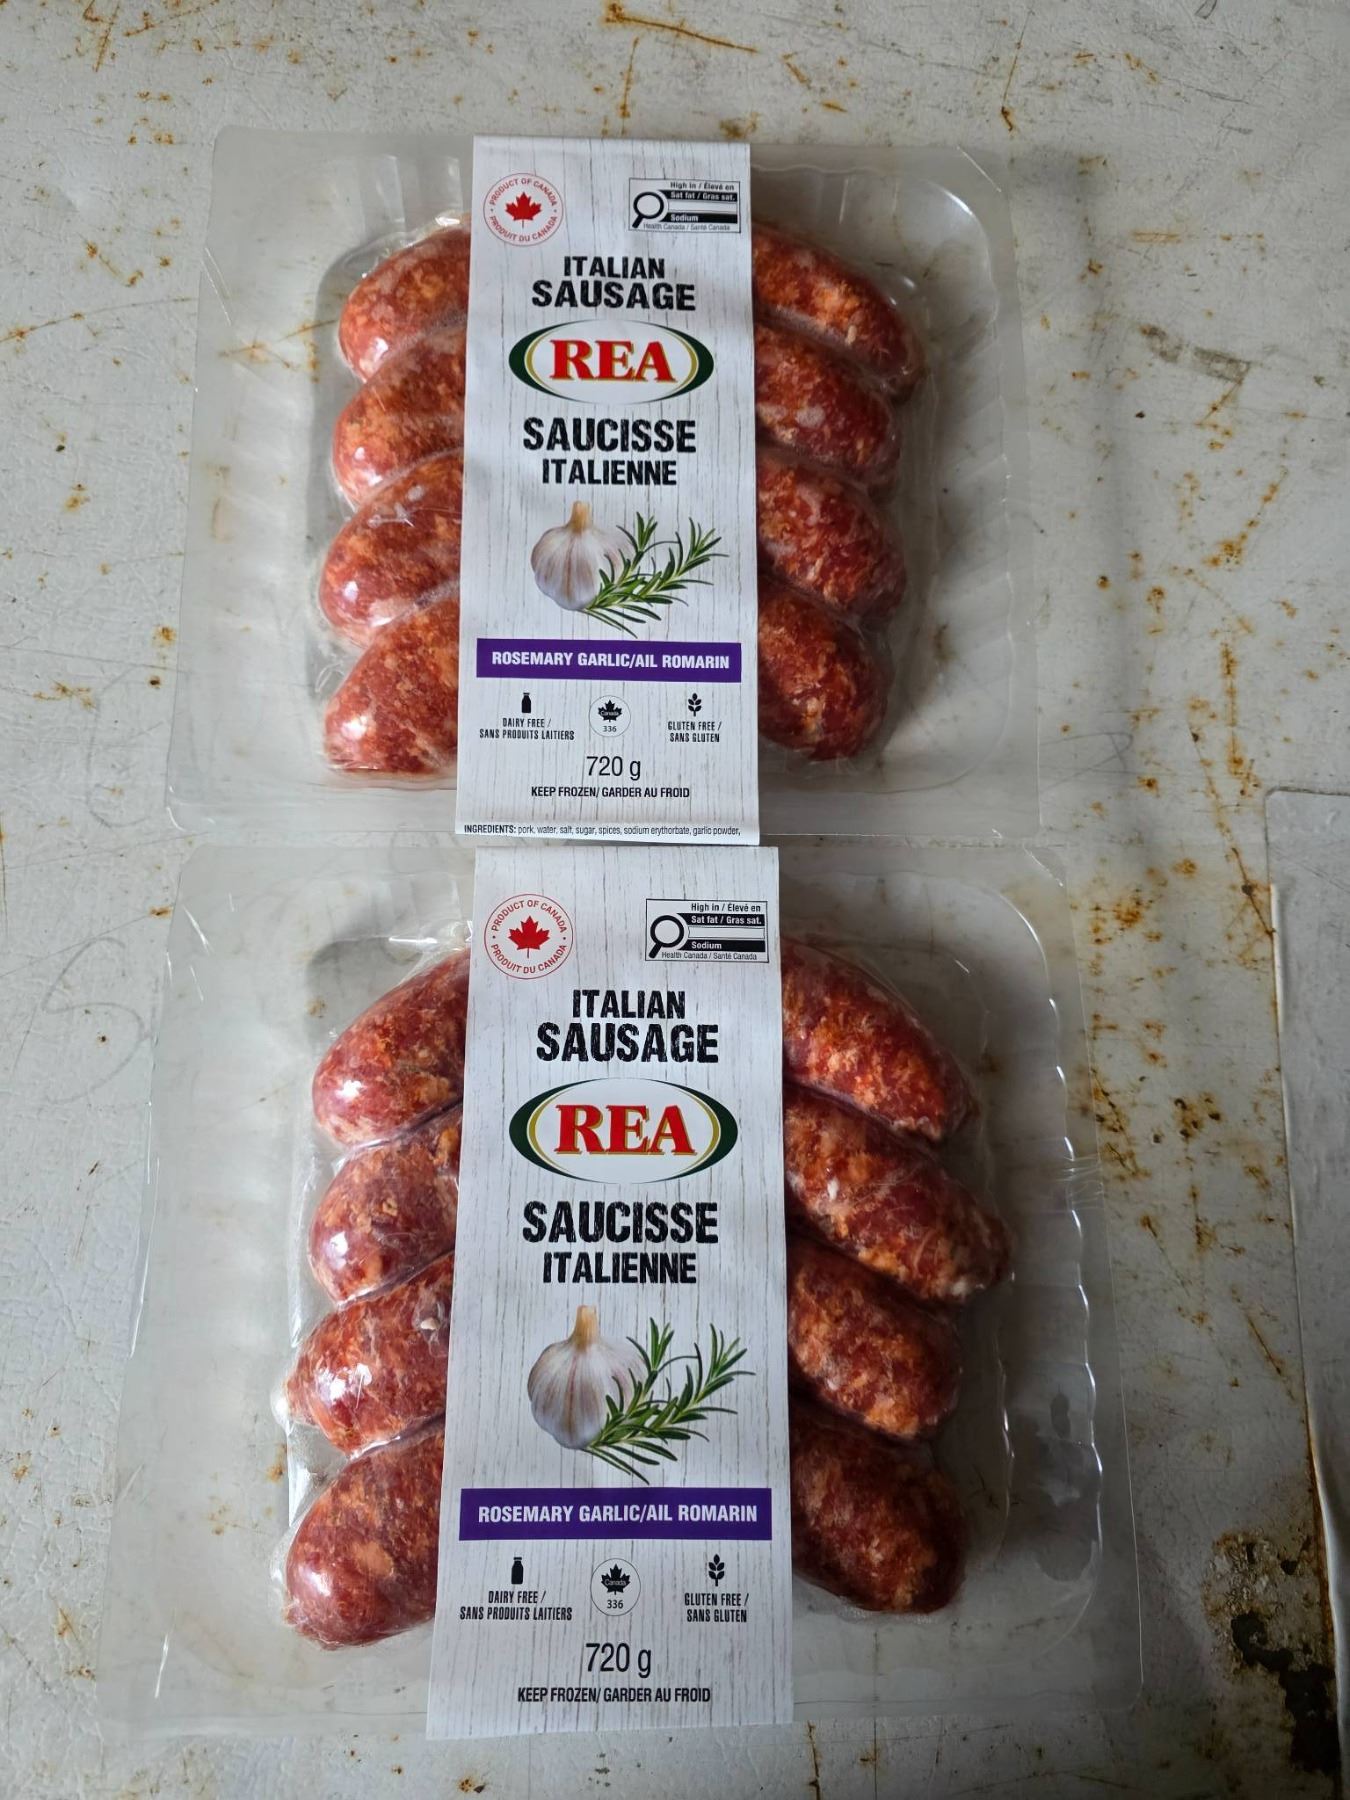 PRODUCT OF CANADA
PRODUIT DU CANADA
High in / Élevé en
Sat fat / Gras sat.
Sodium
Health Canada / Santé Canada
ITALIAN
SAUSAGE
REA
SAUCISSE
ITALIENNE
ROSEMARY GARLIC/AIL ROMARIN
DAIRY FREE /
SANS PRODUITS LAITIERS
Canada
336
GLUTEN FREE /
SANS GLUTEN
720 g
KEEP FROZEN/ GARDER AU FROID
INGREDIENTS: pork, water, salt, sugar, spices, sodium erythorbate, garlic powder,
PRODUCT OF CANADA
PRODUIT DU CANADA
High in / Élevé en
Sat fat / Gras sat.
Sodium
Health Canada / Santé Canada
ITALIAN
SAUSAGE
REA
SAUCISSE
ITALIENNE
ROSEMARY GARLIC/AIL ROMARIN
DAIRY FREE /
SANS PRODUITS LAITIERS
Canada
336
GLUTEN FREE /
SANS GLUTEN
720 g
KEEP FROZEN/ GARDER AU FROID